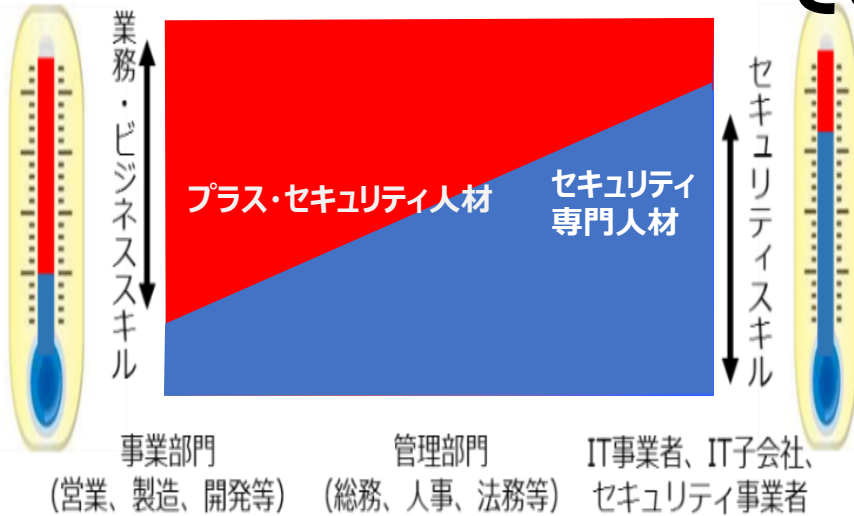 業務・ビジネススキル
プラス・セキュリティ人材
セキュリティ
専門人材
セキュリティスキル
事業部門
(営業、製造、開発等)
管理部門
(総務、人事、法務等)
IT事業者、IT子会社、
セキュリティ事業者